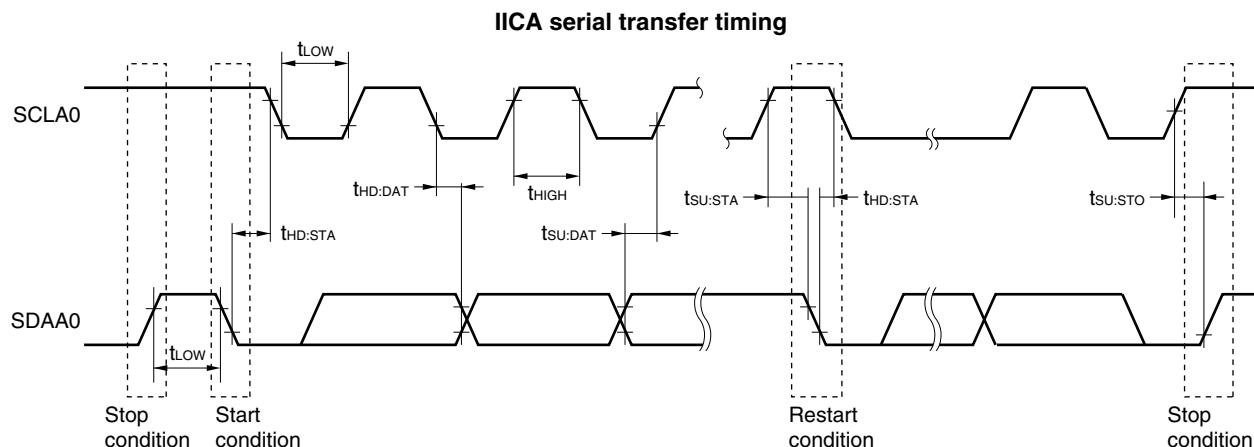 IICA serial transfer timing
tLOW
SCLA0
tHD:DAT
tHIGH
tSU:STA
tHD:STA
tSU:STO
tHD:STA
tSU:DAT
SDAA0
tLOW
Stop
condition
Start
condition
Restart
condition
Stop
condition